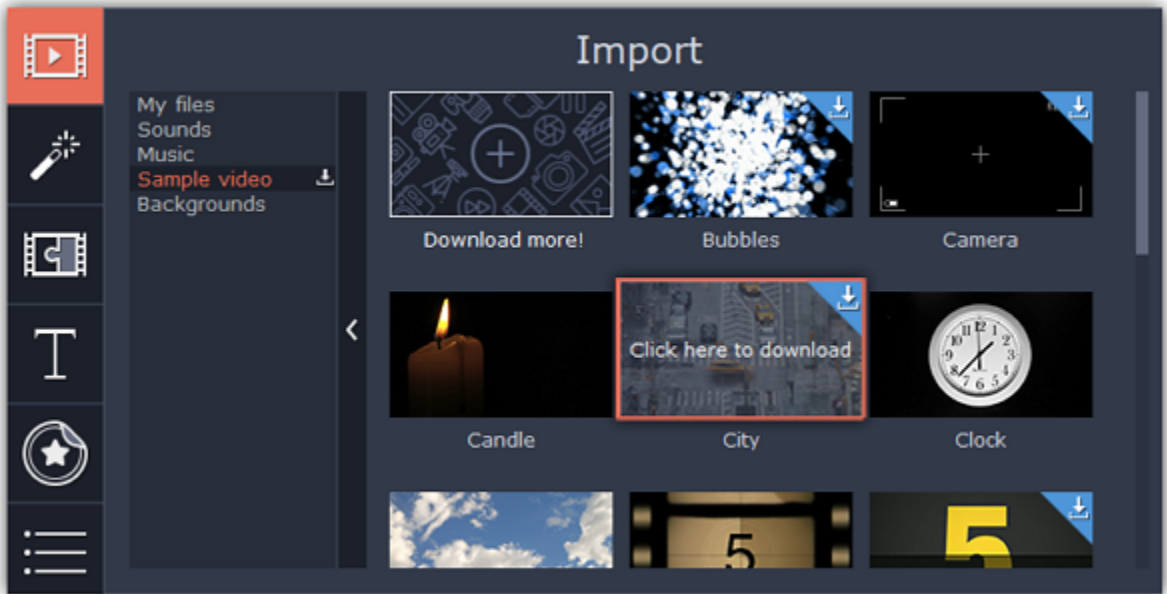 Import
My files
Sounds
Music
Sample video
Backgrounds
Download more!
Bubbles
Camera
Click here to download
Candle
City
Clock
5
5